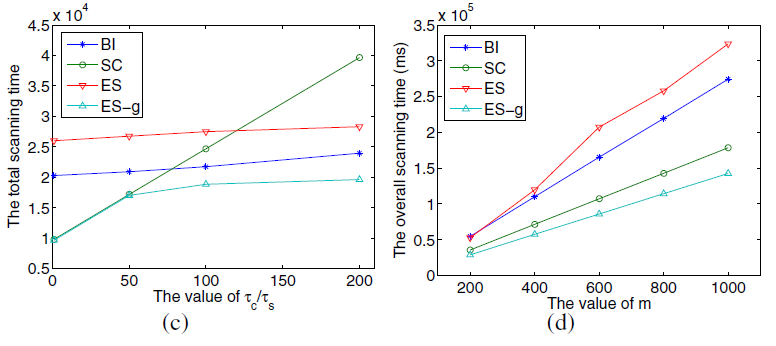 x 10^4
4.5
4
3.5
3
2.5
2
1.5
1
0.5
The total scanning time
BI
SC
ES
ES-g
0 50 100 150 200
The value of τ_c/τ_s
(c)
x 10^5
3.5
3
2.5
2
1.5
1
0.5
0
The overall scanning time (ms)
BI
SC
ES
ES-g
200 400 600 800 1000
The value of m
(d)